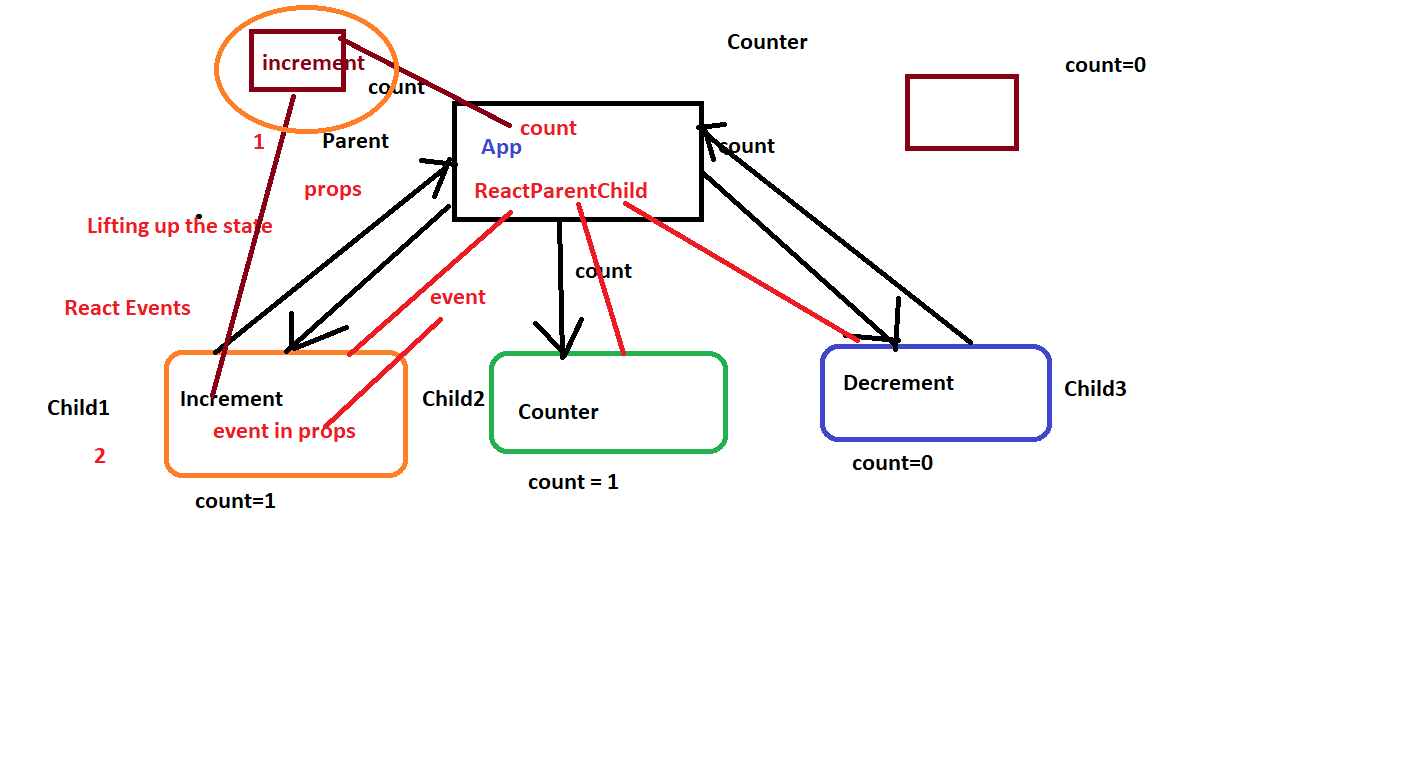 Counter
increment
count=0
count
count
1
Parent
App
count
props
ReactParentChild
Lifting up the state
count
event
React Events
Decrement
Child3
Increment
Child2
Child1
Counter
event in props
2
count=0
count = 1
count=1